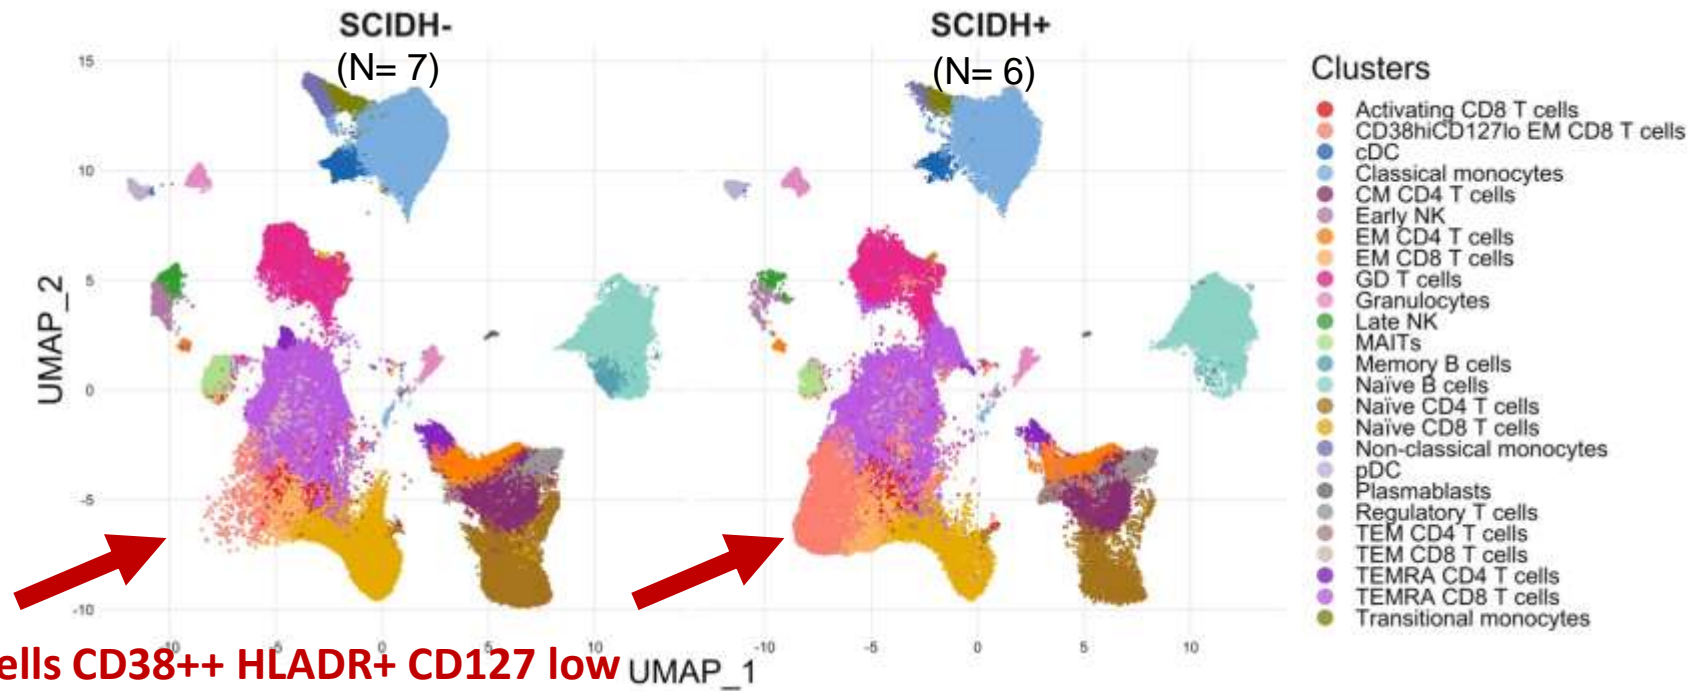 SCIDH-
(N= 7)
SCIDH+
(N= 6)
15
10
5
0
-5
-10
UMAP_2
-10
-5
0
5
10
-10
-5
0
5
10
UMAP_1
ells CD38++ HLADR+ CD127 low
Clusters
Activating CD8 T cells
CD38hiCD127lo EM CD8 T cells
cDC
Classical monocytes
CM CD4 T cells
Early NK
EM CD4 T cells
EM CD8 T cells
GD T cells
Granulocytes
Late NK
MAITs
Memory B cells
Naïve B cells
Naïve CD4 T cells
Naïve CD8 T cells
Non-classical monocytes
pDC
Plasmablasts
Regulatory T cells
TEM CD4 T cells
TEM CD8 T cells
TEMRA CD4 T cells
TEMRA CD8 T cells
Transitional monocytes